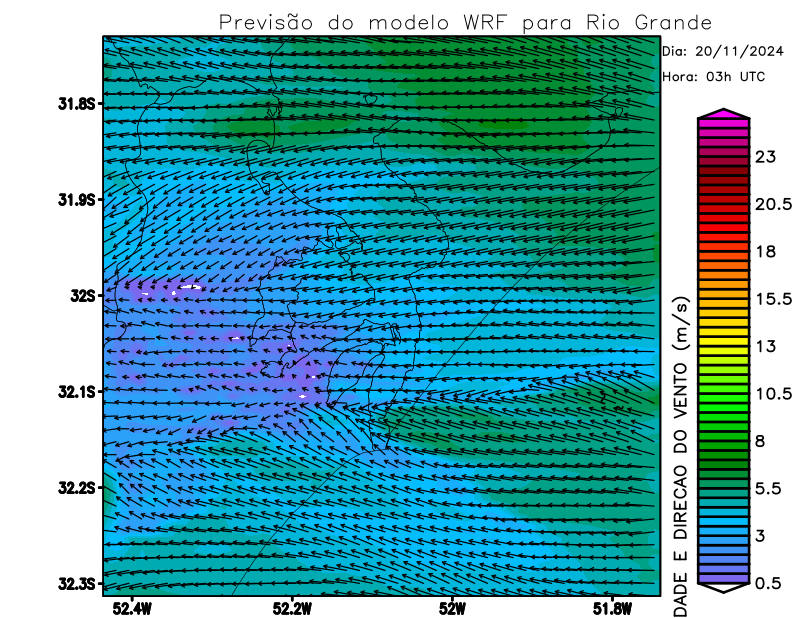 Previsão do modelo WRF para Rio Grande
Dia: 20/11/2024
Hora: 03h UTC
31.8S
31.9S
32S
32.1S
32.2S
32.3S
52.4W
52.2W
52W
51.8W
DADE E DIRECAO DO VENTO (m/s)
23
20.5
18
15.5
13
10.5
8
5.5
3
0.5